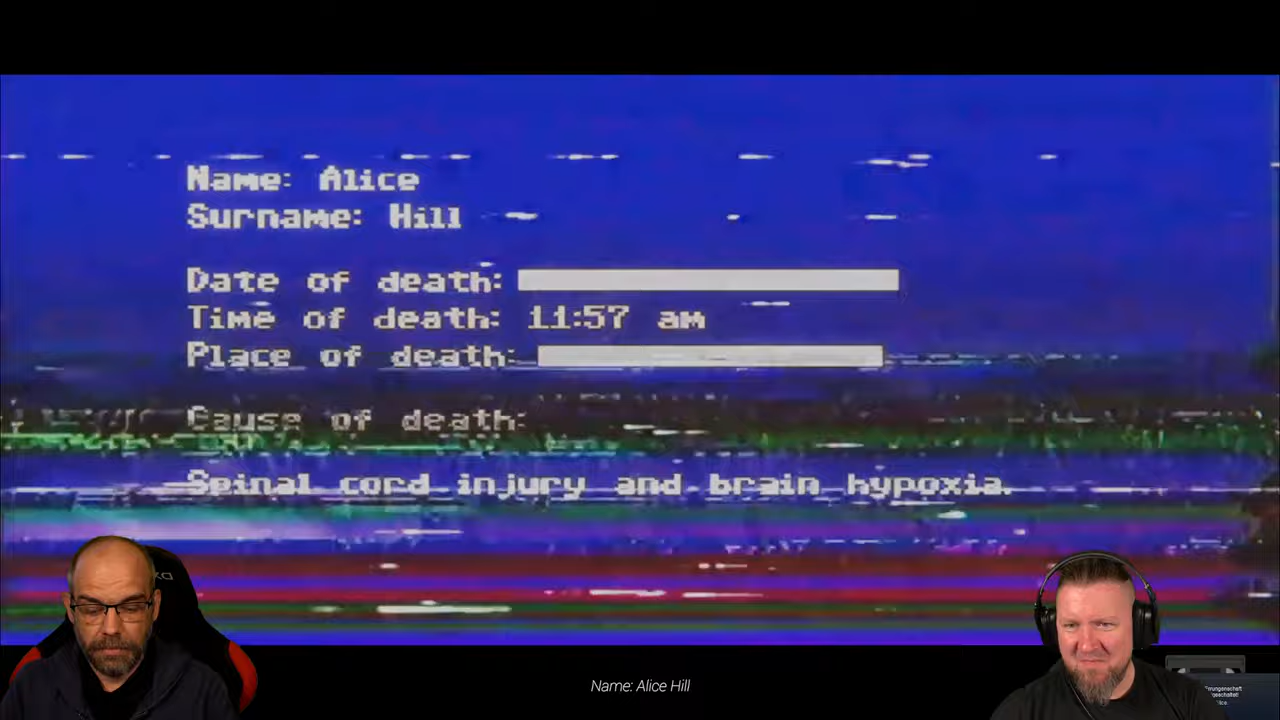 Name: Alice
Surname: Hill
Date of death:
Time of death: 11:57 am
Place of death:
Cause of death:
Spinal cord injury and brain hypoxia.
Name: Alice Hill